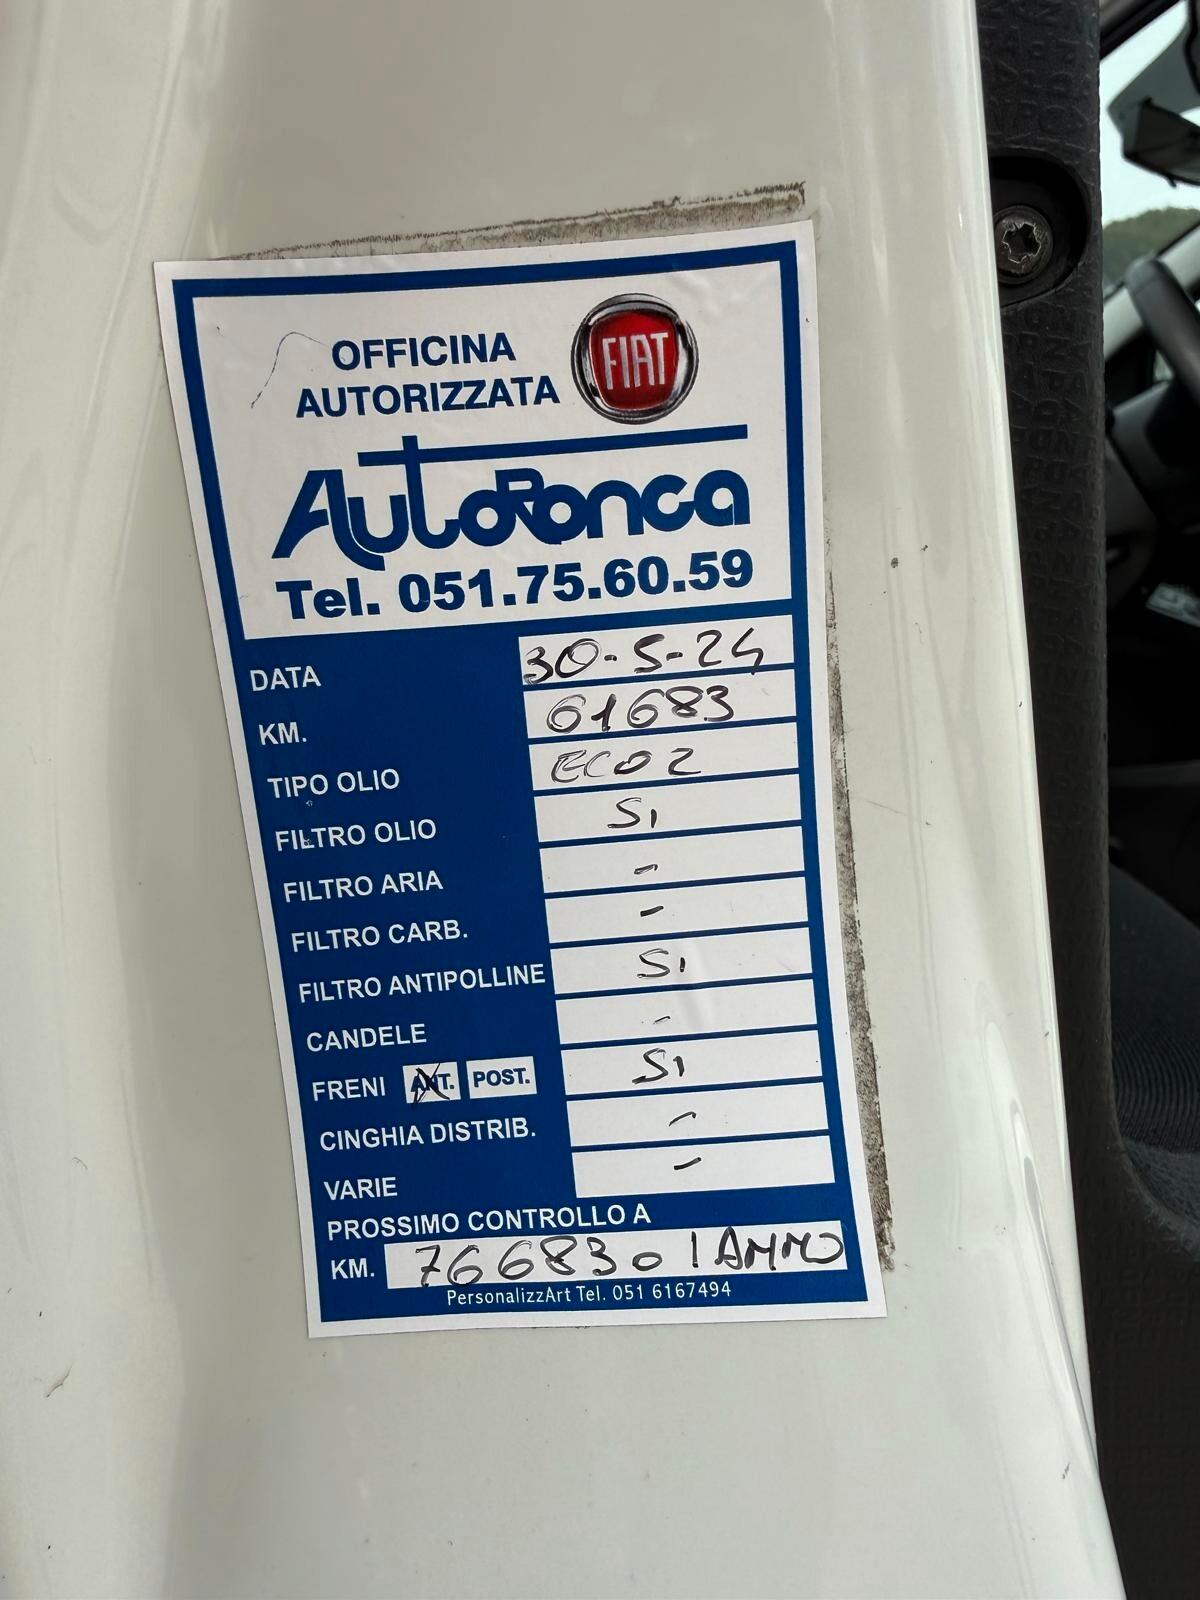 OFFICINA
AUTORIZZATA
FIAT
AutoRonca
Tel. 051.75.60.59
DATA 30-5-24
KM. 61683
TIPO OLIO ECO2
FILTRO OLIO SI
FILTRO ARIA -
FILTRO CARB. -
FILTRO ANTIPOLLINE SI
CANDELE -
FRENI ANT. POST. SI
CINGHIA DISTRIB. -
VARIE -
PROSSIMO CONTROLLO A
KM. 76683 o 1 ANNO
PersonalizzArt Tel. 051 6167494